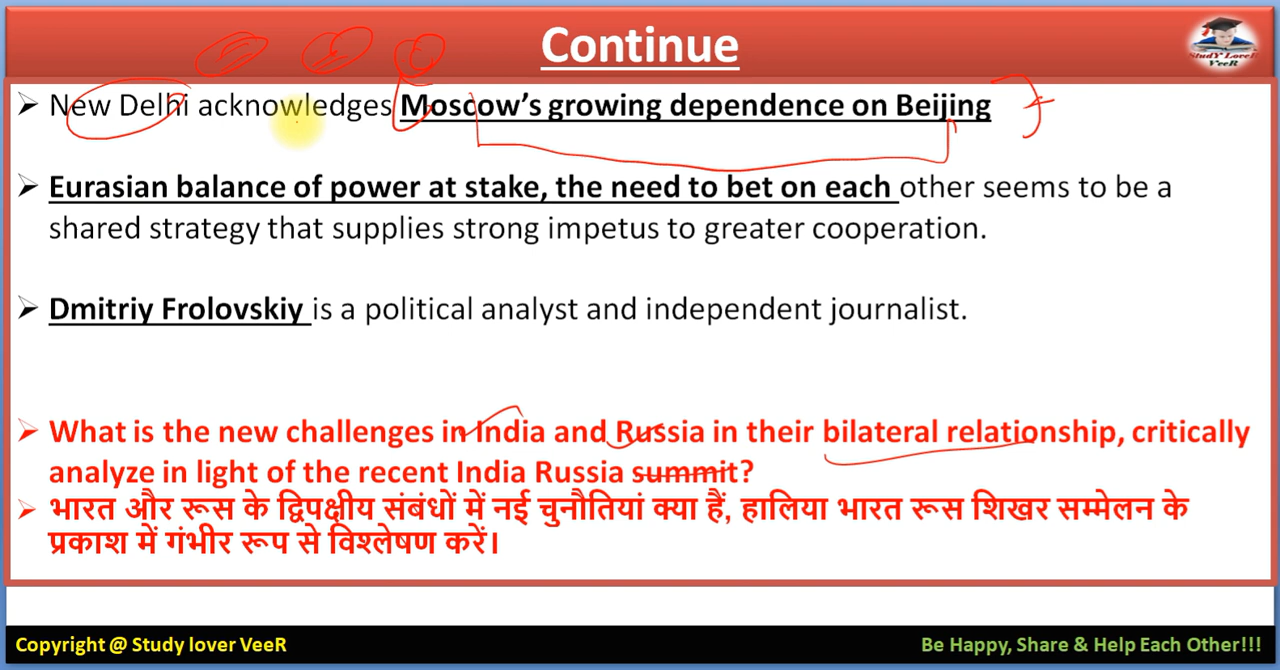 Continue
StudY LoveR
VeeR
➢ New Delhi acknowledges Moscow’s growing dependence on Beijing
➢ Eurasian balance of power at stake, the need to bet on each other seems to be a
shared strategy that supplies strong impetus to greater cooperation.
➢ Dmitriy Frolovskiy is a political analyst and independent journalist.
➢ What is the new challenges in India and Russia in their bilateral relationship, critically
analyze in light of the recent India Russia summit?
➢ भारत और रूस के द्विपक्षीय संबंधों में नई चुनौतियां क्या हैं, हालिया भारत रूस शिखर सम्मेलन के
प्रकाश में गंभीर रूप से विश्लेषण करें।
Copyright @ Study lover VeeR
Be Happy, Share & Help Each Other!!!